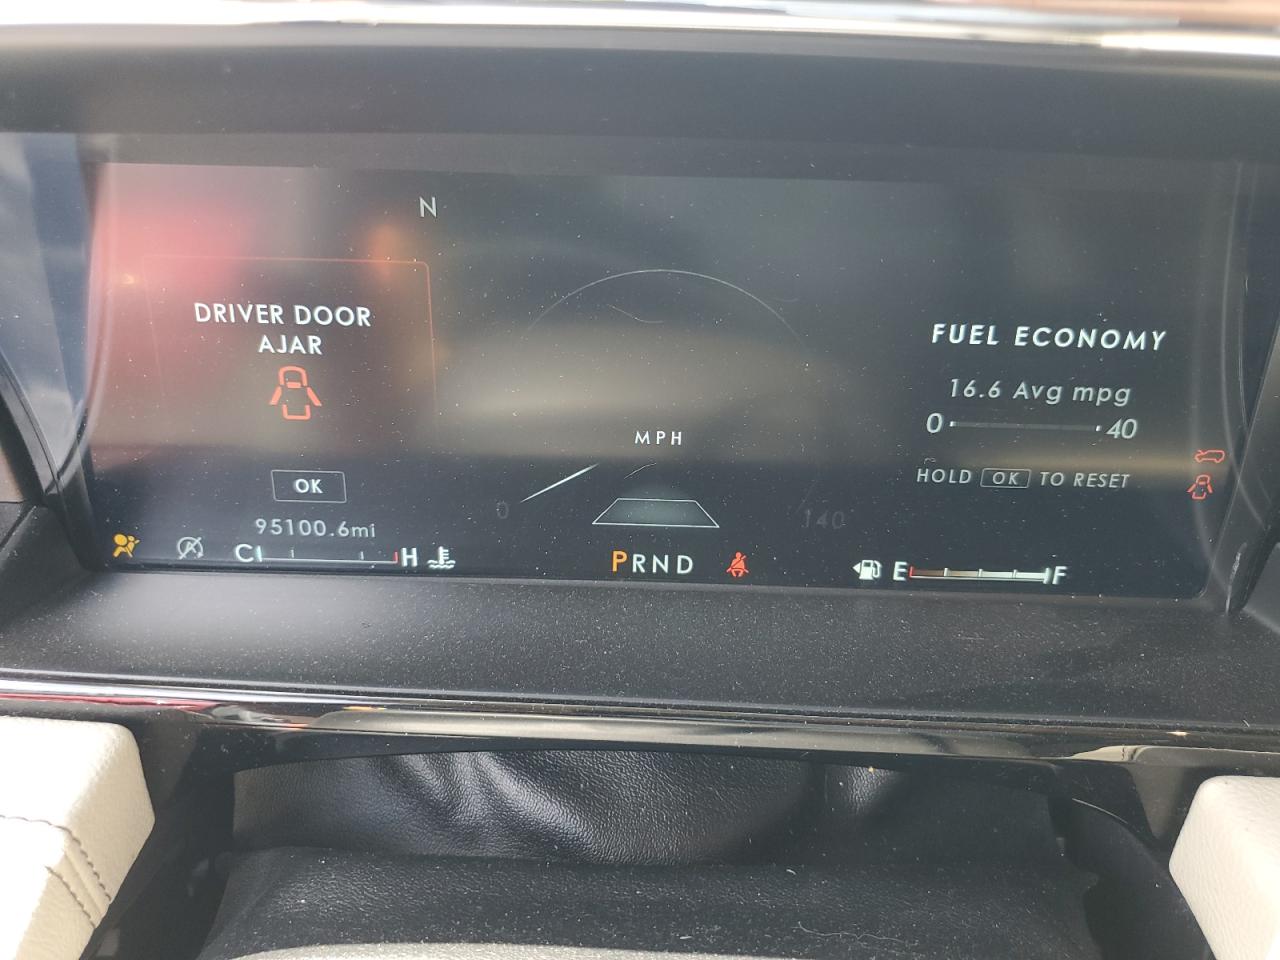 N
DRIVER DOOR
AJAR
OK
95100.6mi
C H
MPH
0 140
PRND
FUEL ECONOMY
16.6 Avg mpg
0 40
HOLD OK TO RESET
E F